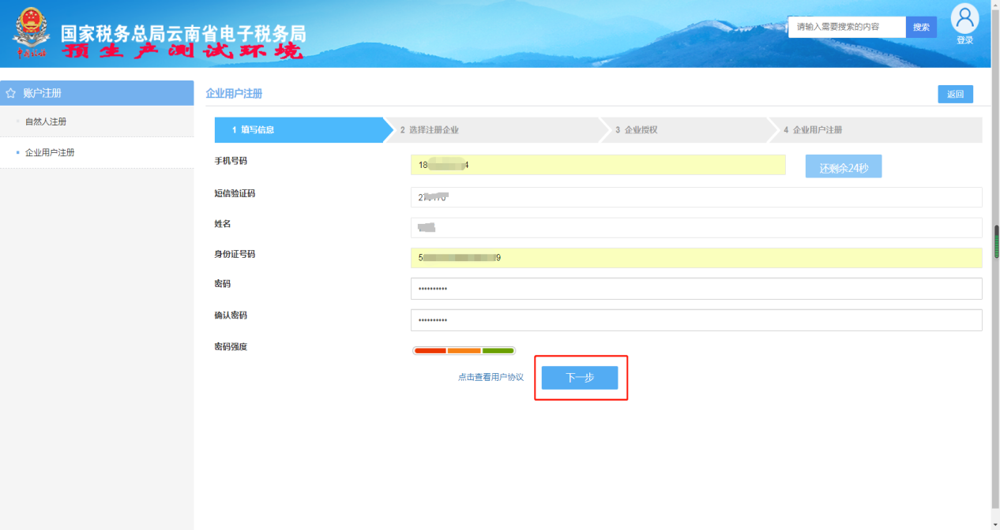 国家税务总局云南省电子税务局
预生产测试环境
中国税务
请输入需要搜索的内容
搜索
登录
账户注册
自然人注册
企业用户注册
企业用户注册
返回
1 填写信息
2 选择注册企业
3 企业授权
4 企业用户注册
手机号码
18 4
还剩余24秒
短信验证码
姓名
身份证号码
5 9
密码
••••••••••
确认密码
••••••••••
密码强度
点击查看用户协议
下一步